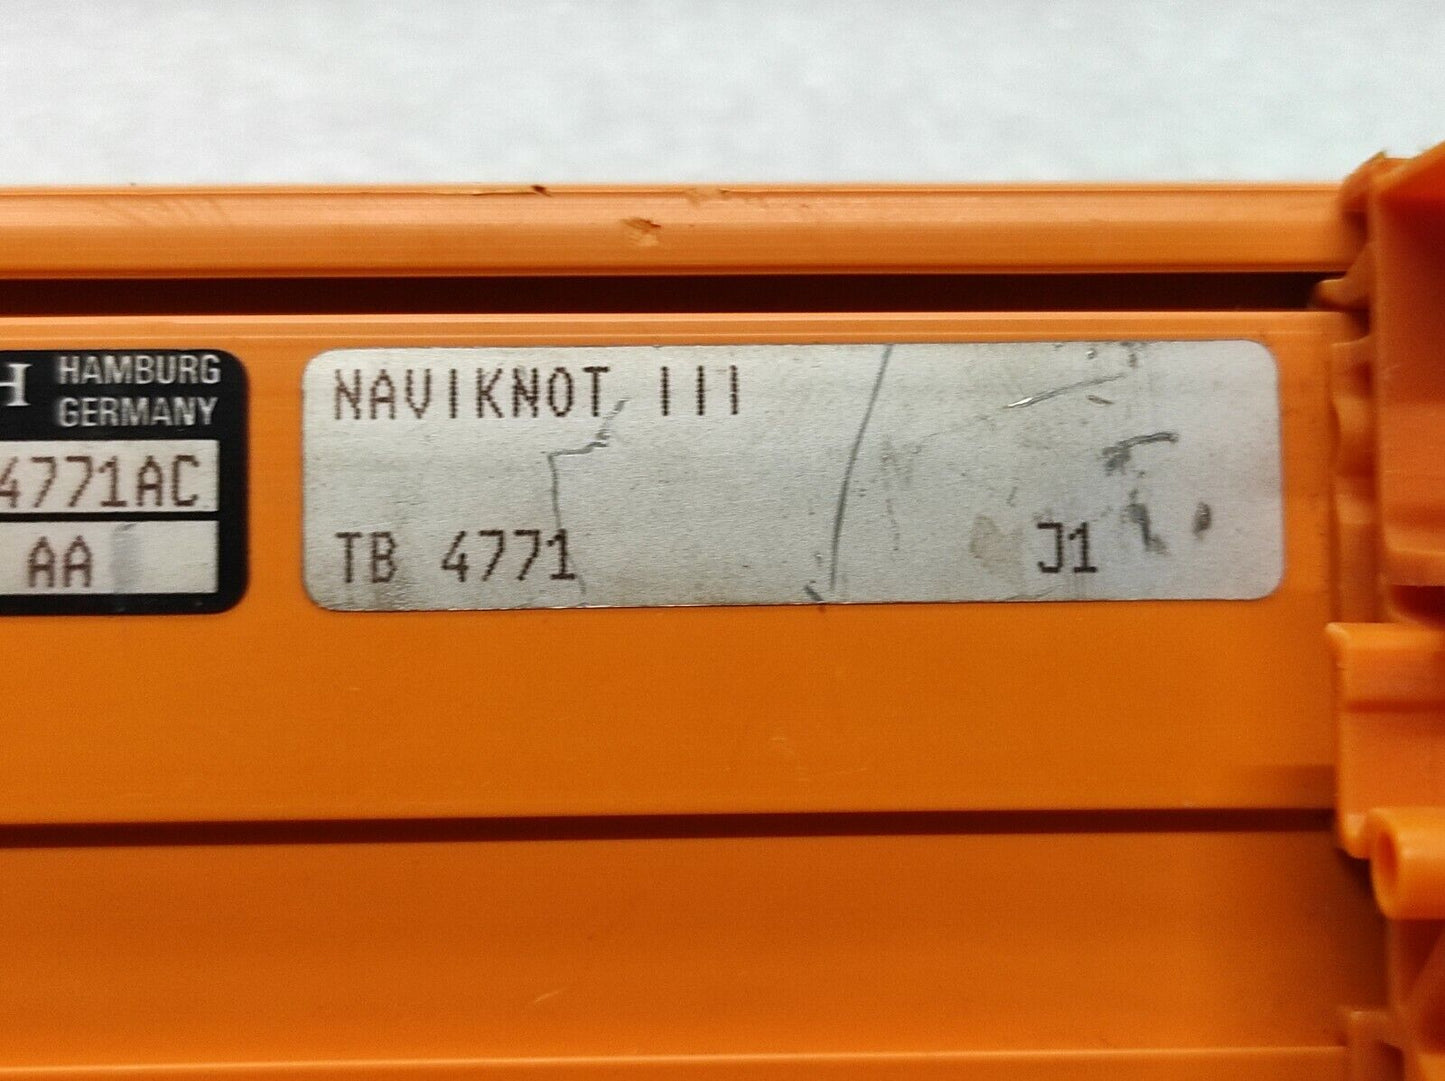 H HAMBURG
GERMANY
4771AC
AA
NAVIKNOT III
TB 4771 J1